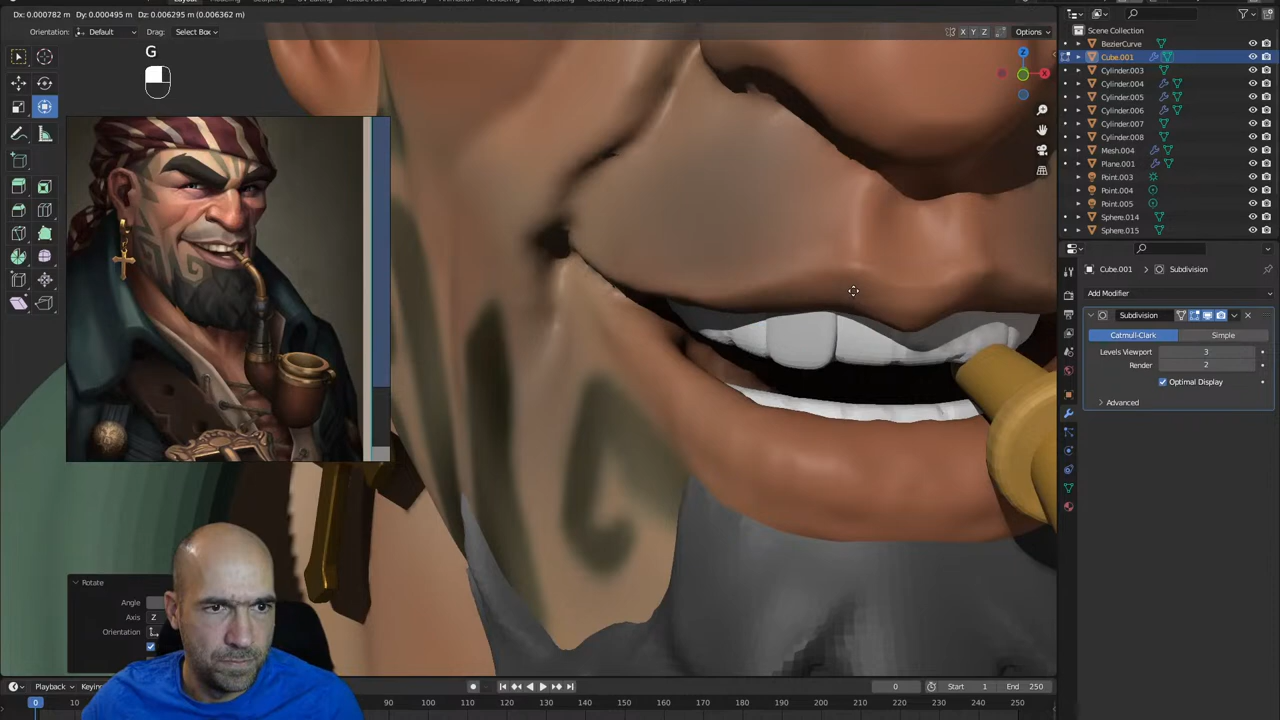 Dx: 0.000782 m  Dy: 0.000495 m  Dz: 0.006295 m (0.006362 m)
Orientation: Default Drag: Select Box
X Y Z Options
G
Scene Collection
BezierCurve
Cube.001
Cylinder.003
Cylinder.004
Cylinder.005
Cylinder.006
Cylinder.007
Cylinder.008
Mesh.004
Plane.001
Point.003
Point.004
Point.005
Sphere.014
Sphere.015
Cube.001 Subdivision
Add Modifier
Subdivision
Catmull-Clark Simple
Levels Viewport 3
Render 2
Optimal Display
Advanced
Rotate
Angle
Axis Z
Orientation
Playback
0 Start 1 End 250
0 10 80 90 100 110 120 130 140 150 160 170 180 190 200 210 220 230 240 250